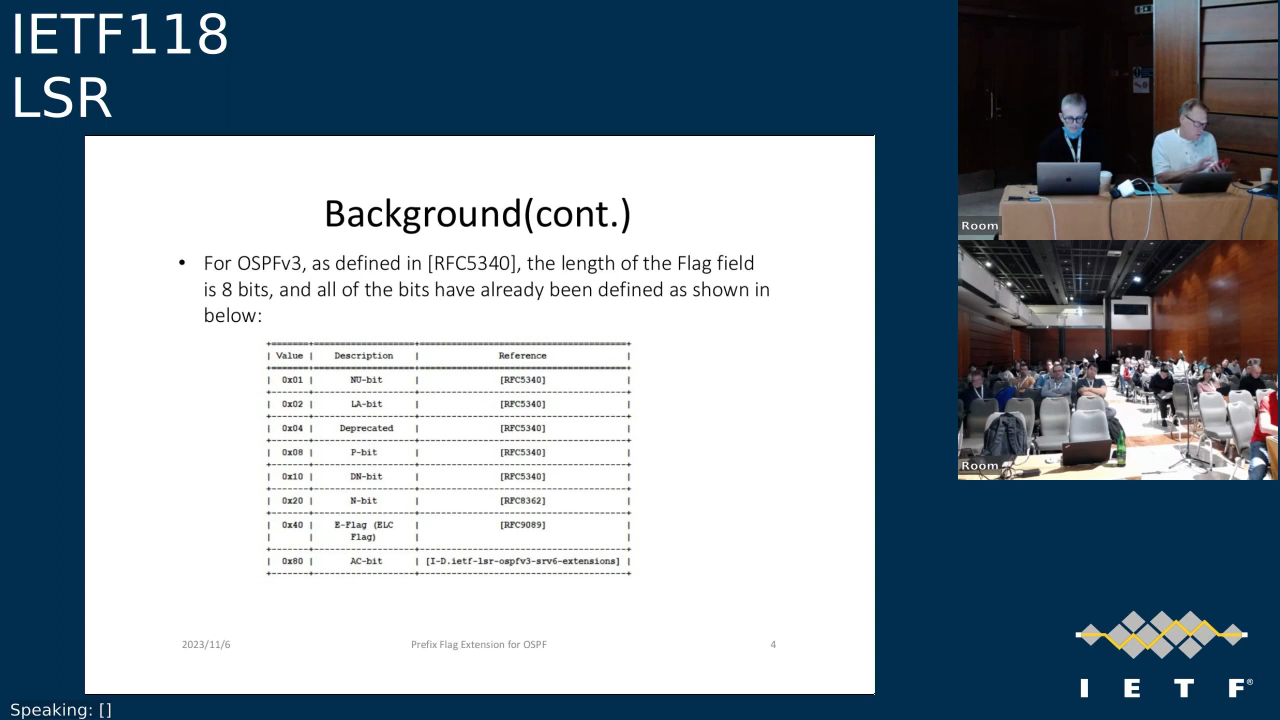 IETF118
LSR
Background(cont.)
• For OSPFv3, as defined in [RFC5340], the length of the Flag field
is 8 bits, and all of the bits have already been defined as shown in
below:
| Value | Description | Reference |
| 0x01 | NU-bit | [RFC5340] |
| 0x02 | LA-bit | [RFC5340] |
| 0x04 | Deprecated | [RFC5340] |
| 0x08 | P-bit | [RFC5340] |
| 0x10 | DN-bit | [RFC5340] |
| 0x20 | N-bit | [RFC8362] |
| 0x40 | E-Flag (ELC | [RFC9089] |
| | Flag) | |
| 0x80 | AC-bit | [I-D.ietf-lsr-ospfv3-srv6-extensions] |
2023/11/6 Prefix Flag Extension for OSPF 4
Room
Room
I E T F®
Speaking: []